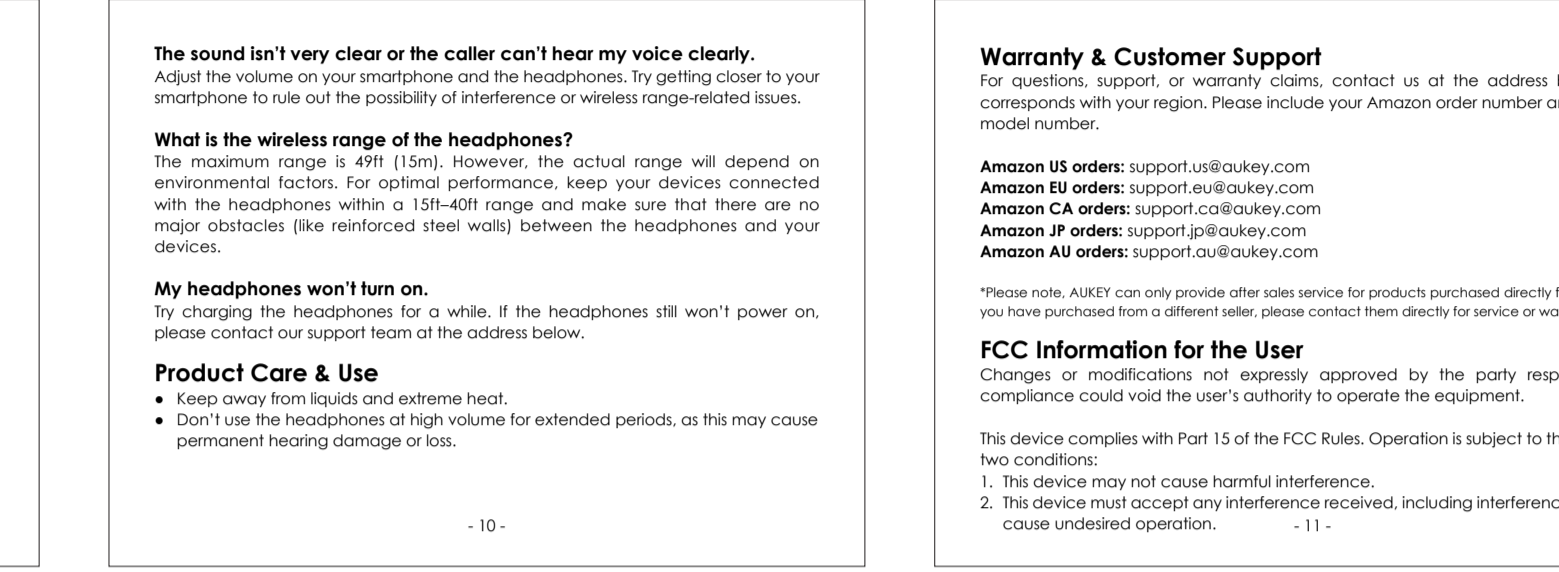 The sound isn't very clear or the caller can't hear my voice clearly.
Adjust the volume on your smartphone and the headphones. Try getting closer to your
smartphone to rule out the possibility of interference or wireless range-related issues.
What is the wireless range of the headphones?
The maximum range is 49ft (15m). However, the actual range will depend on
environmental factors. For optimal performance, keep your devices connected
with the headphones within a 15ft–40ft range and make sure that there are no
major obstacles (like reinforced steel walls) between the headphones and your
devices.
My headphones won't turn on.
Try charging the headphones for a while. If the headphones still won't power on,
please contact our support team at the address below.
Product Care & Use
● Keep away from liquids and extreme heat.
● Don't use the headphones at high volume for extended periods, as this may cause
permanent hearing damage or loss.
- 10 -
Warranty & Customer Support
For questions, support, or warranty claims, contact us at the address
corresponds with your region. Please include your Amazon order number
model number.
Amazon US orders: support.us@aukey.com
Amazon EU orders: support.eu@aukey.com
Amazon CA orders: support.ca@aukey.com
Amazon JP orders: support.jp@aukey.com
Amazon AU orders: support.au@aukey.com
*Please note, AUKEY can only provide after sales service for products purchased directly
you have purchased from a different seller, please contact them directly for service or
FCC Information for the User
Changes or modifications not expressly approved by the party
compliance could void the user's authority to operate the equipment.
This device complies with Part 15 of the FCC Rules. Operation is subject to
two conditions:
1. This device may not cause harmful interference.
2. This device must accept any interference received, including
cause undesired operation.
- 11 -